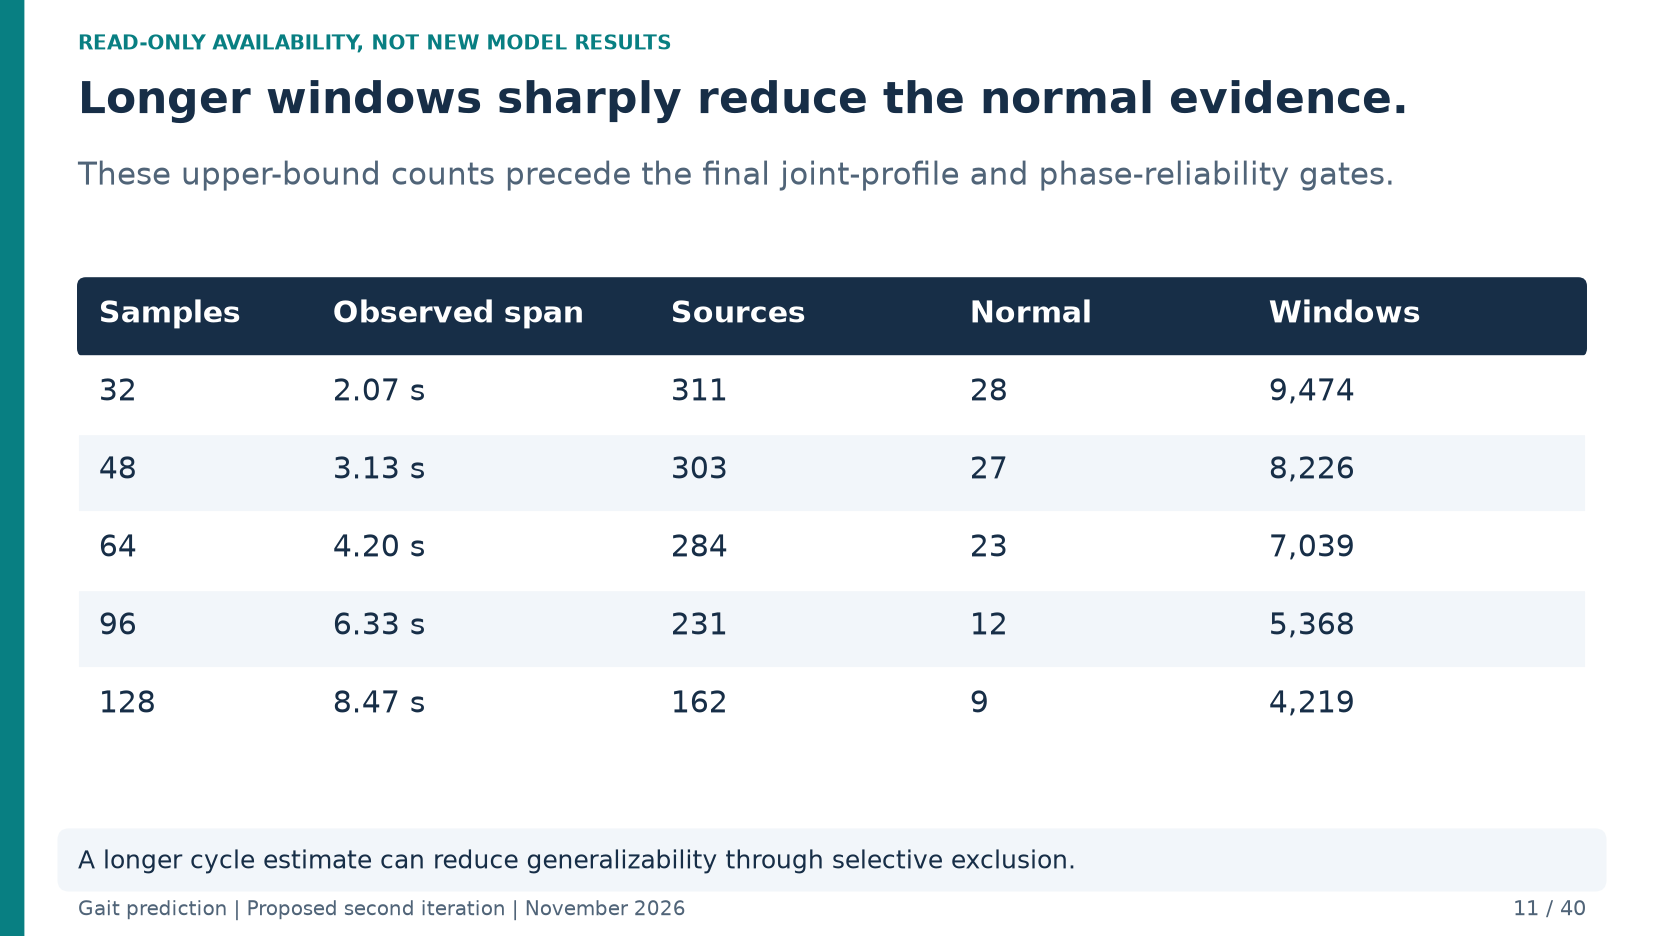 READ-ONLY AVAILABILITY, NOT NEW MODEL RESULTS
Longer windows sharply reduce the normal evidence.
These upper-bound counts precede the final joint-profile and phase-reliability gates.
Samples Observed span Sources Normal Windows
32 2.07 s 311 28 9,474
48 3.13 s 303 27 8,226
64 4.20 s 284 23 7,039
96 6.33 s 231 12 5,368
128 8.47 s 162 9 4,219
A longer cycle estimate can reduce generalizability through selective exclusion.
Gait prediction | Proposed second iteration | November 2026 11 / 40